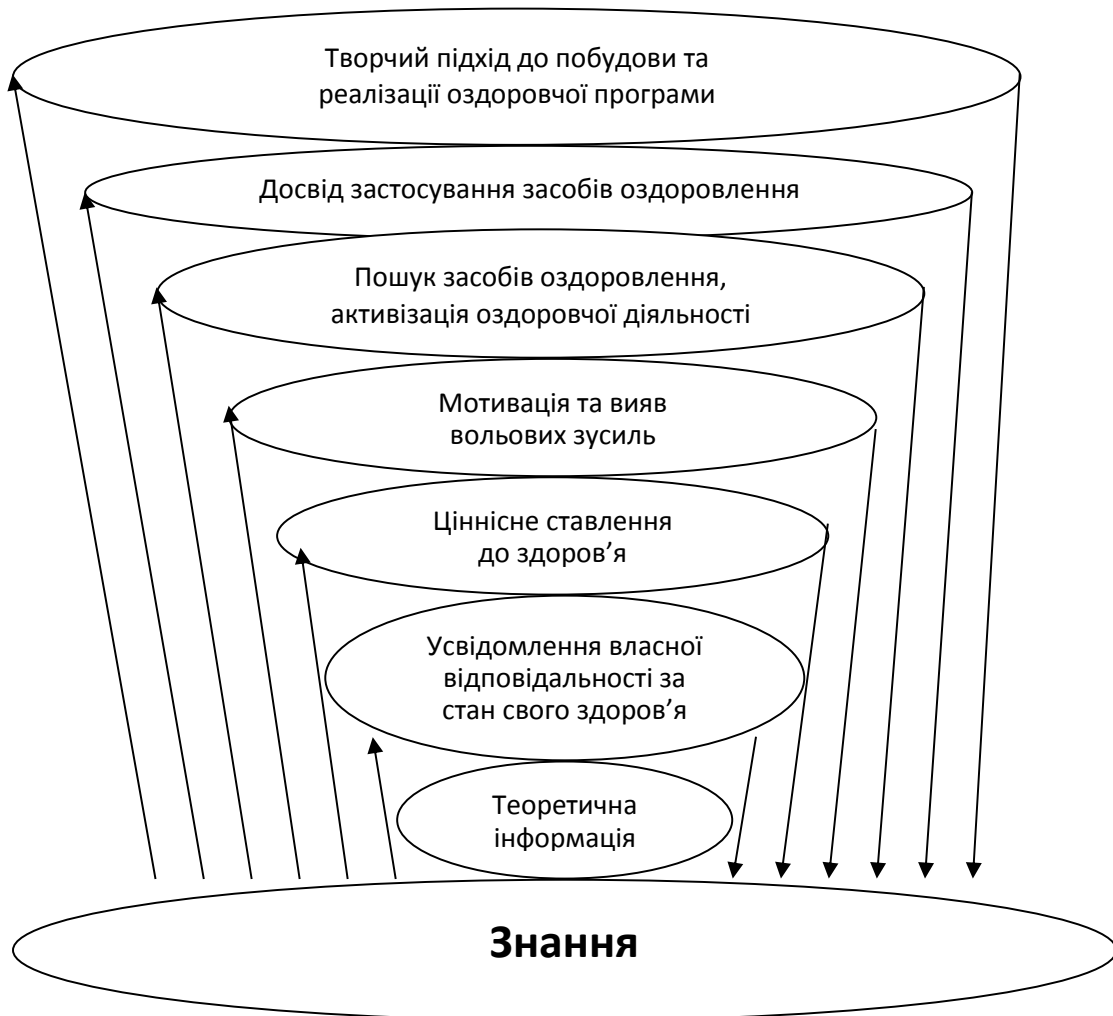 Творчий підхід до побудови та
реалізації оздоровчої програми
Досвід застосування засобів оздоровлення
Пошук засобів оздоровлення,
активізація оздоровчої діяльності
Мотивація та вияв
вольових зусиль
Ціннісне ставлення
до здоров’я
Усвідомлення власної
відповідальності за
стан свого здоров’я
Теоретична
інформація
Знання